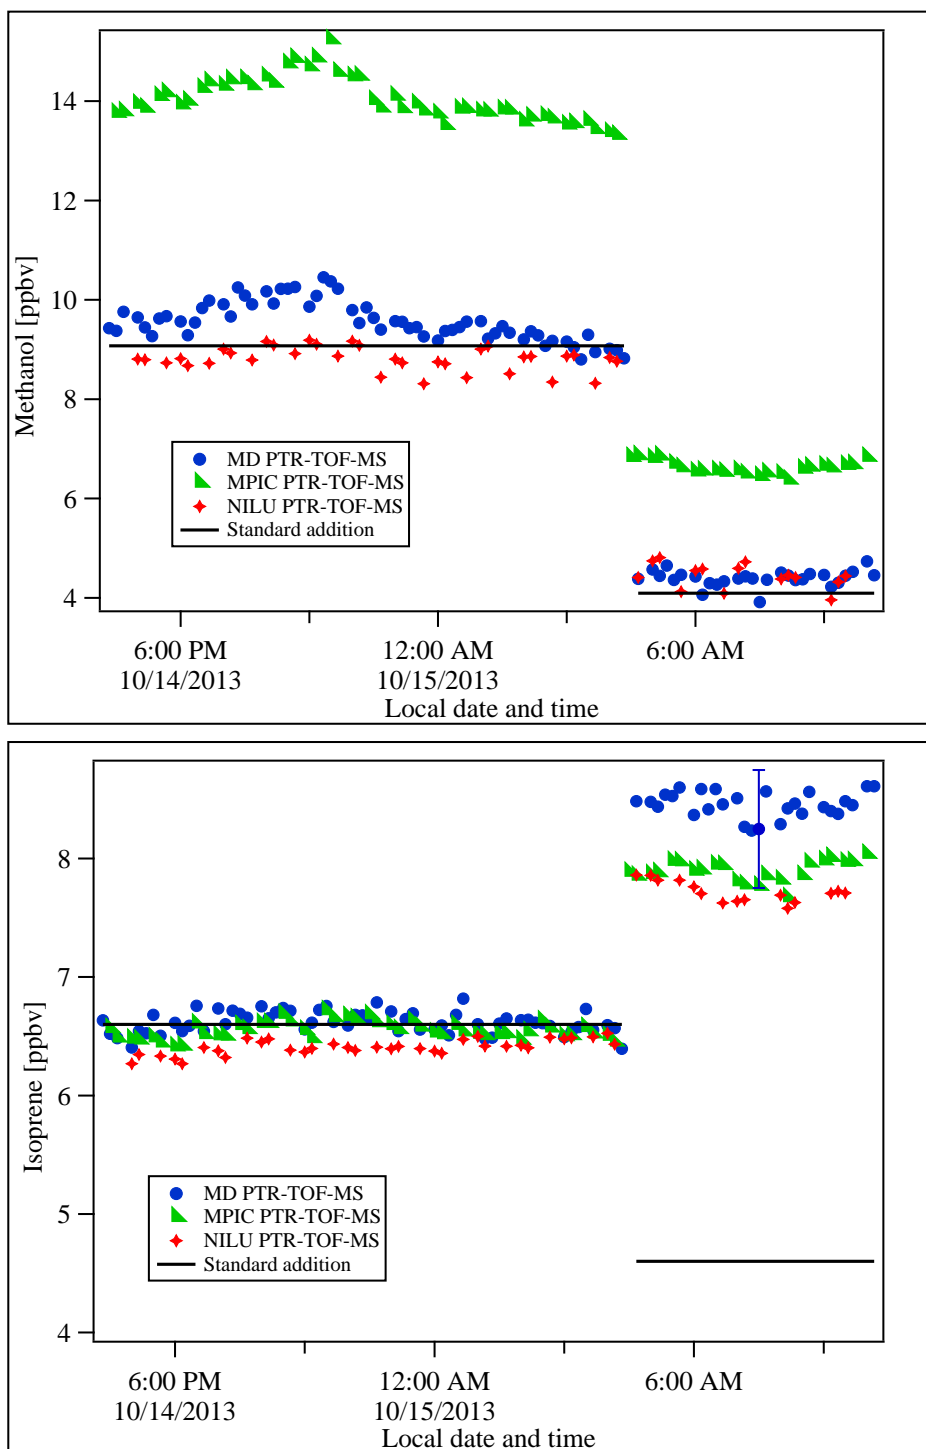 14
12
10
8
6
4
Methanol [ppbv]
MD PTR-TOF-MS
MPIC PTR-TOF-MS
NILU PTR-TOF-MS
Standard addition
6:00 PM 12:00 AM 6:00 AM
10/14/2013 10/15/2013
Local date and time
8
7
6
5
4
Isoprene [ppbv]
MD PTR-TOF-MS
MPIC PTR-TOF-MS
NILU PTR-TOF-MS
Standard addition
6:00 PM 12:00 AM 6:00 AM
10/14/2013 10/15/2013
Local date and time